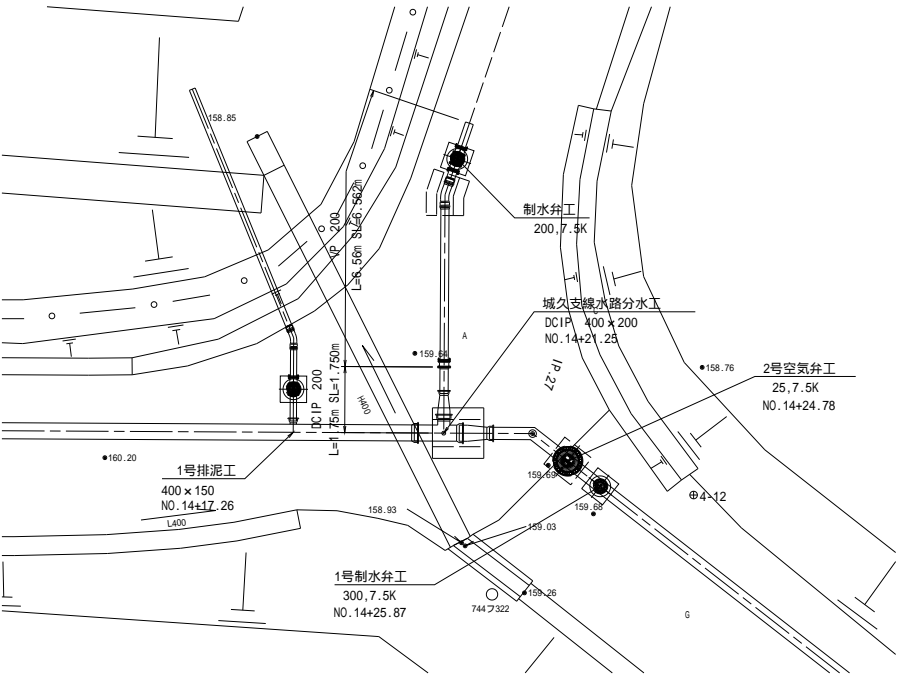 158.85
制水弁工
200,7.5K
VP 200
L=6.56m SL=6.562m
城久支線水路分水工
DCIP 400×200
NO.14+21.25
A
159.64
IP.27
158.76
2号空気弁工
25,7.5K
NO.14+24.78
DCIP 200
L=1.75m SL=1.750m
H400
160.20
1号排泥工
400×150
NO.14+17.26
L400
158.93
159.69
159.68
4-12
159.03
1号制水弁工
300,7.5K
NO.14+25.87
159.26
744フ322
G